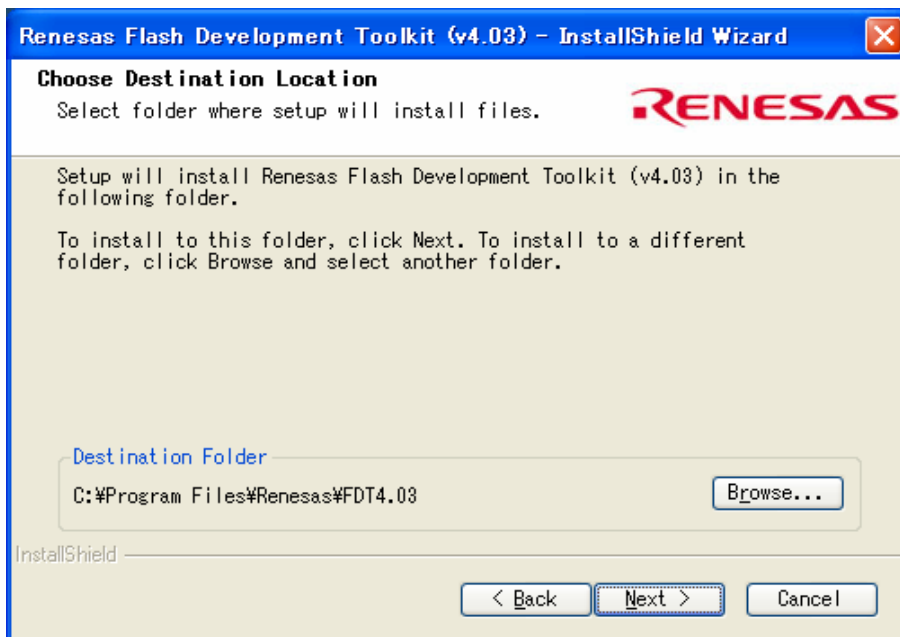 Renesas Flash Development Toolkit (v4.03) - InstallShield Wizard
Choose Destination Location
Select folder where setup will install files.
RENESAS
Setup will install Renesas Flash Development Toolkit (v4.03) in the
following folder.
To install to this folder, click Next. To install to a different
folder, click Browse and select another folder.
Destination Folder
C:¥Program Files¥Renesas¥FDT4.03
Browse...
InstallShield
< Back
Next >
Cancel